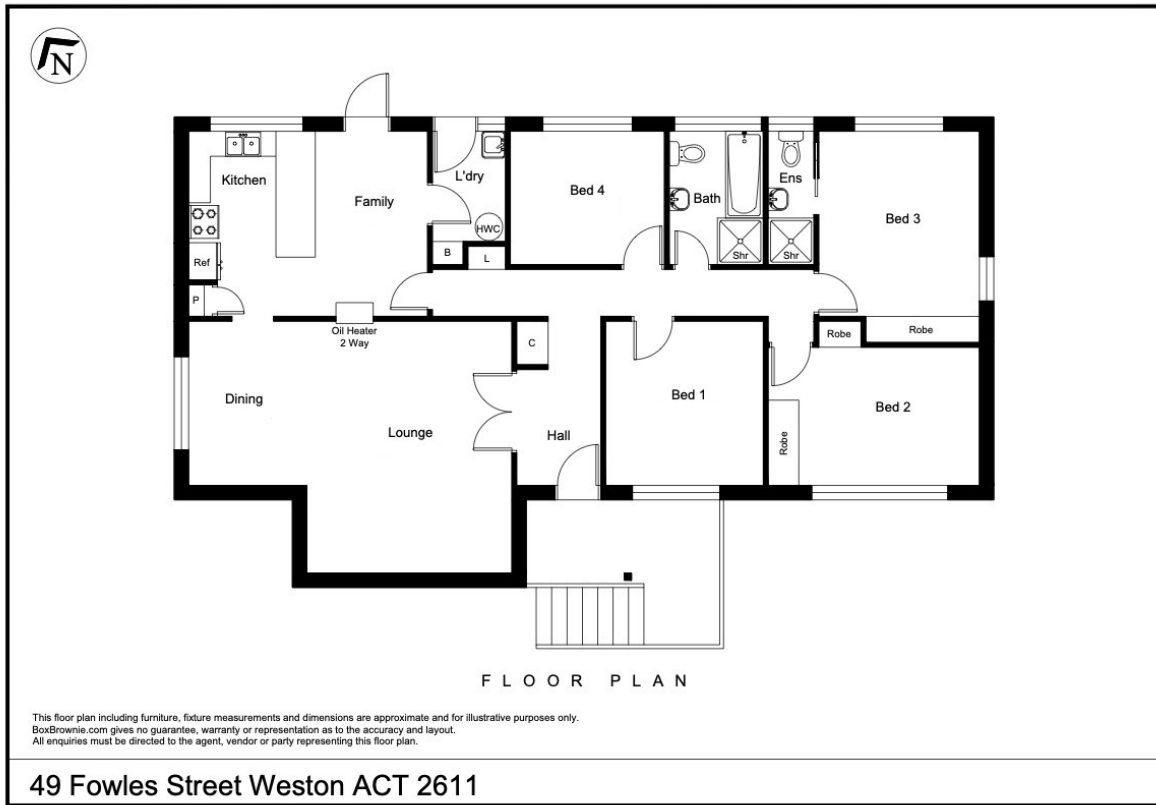 N
Kitchen
Family
L'dry
HWC
B
L
Bed 4
Bath
Shr
Ens
Shr
Bed 3
Ref
P
Oil Heater
2 Way
C
Robe
Robe
Dining
Lounge
Hall
Bed 1
Bed 2
Robe
FLOOR PLAN
This floor plan including furniture, fixture measurements and dimensions are approximate and for illustrative purposes only.
BoxBrownie.com gives no guarantee, warranty or representation as to the accuracy and layout.
All enquiries must be directed to the agent, vendor or party representing this floor plan.
49 Fowles Street Weston ACT 2611